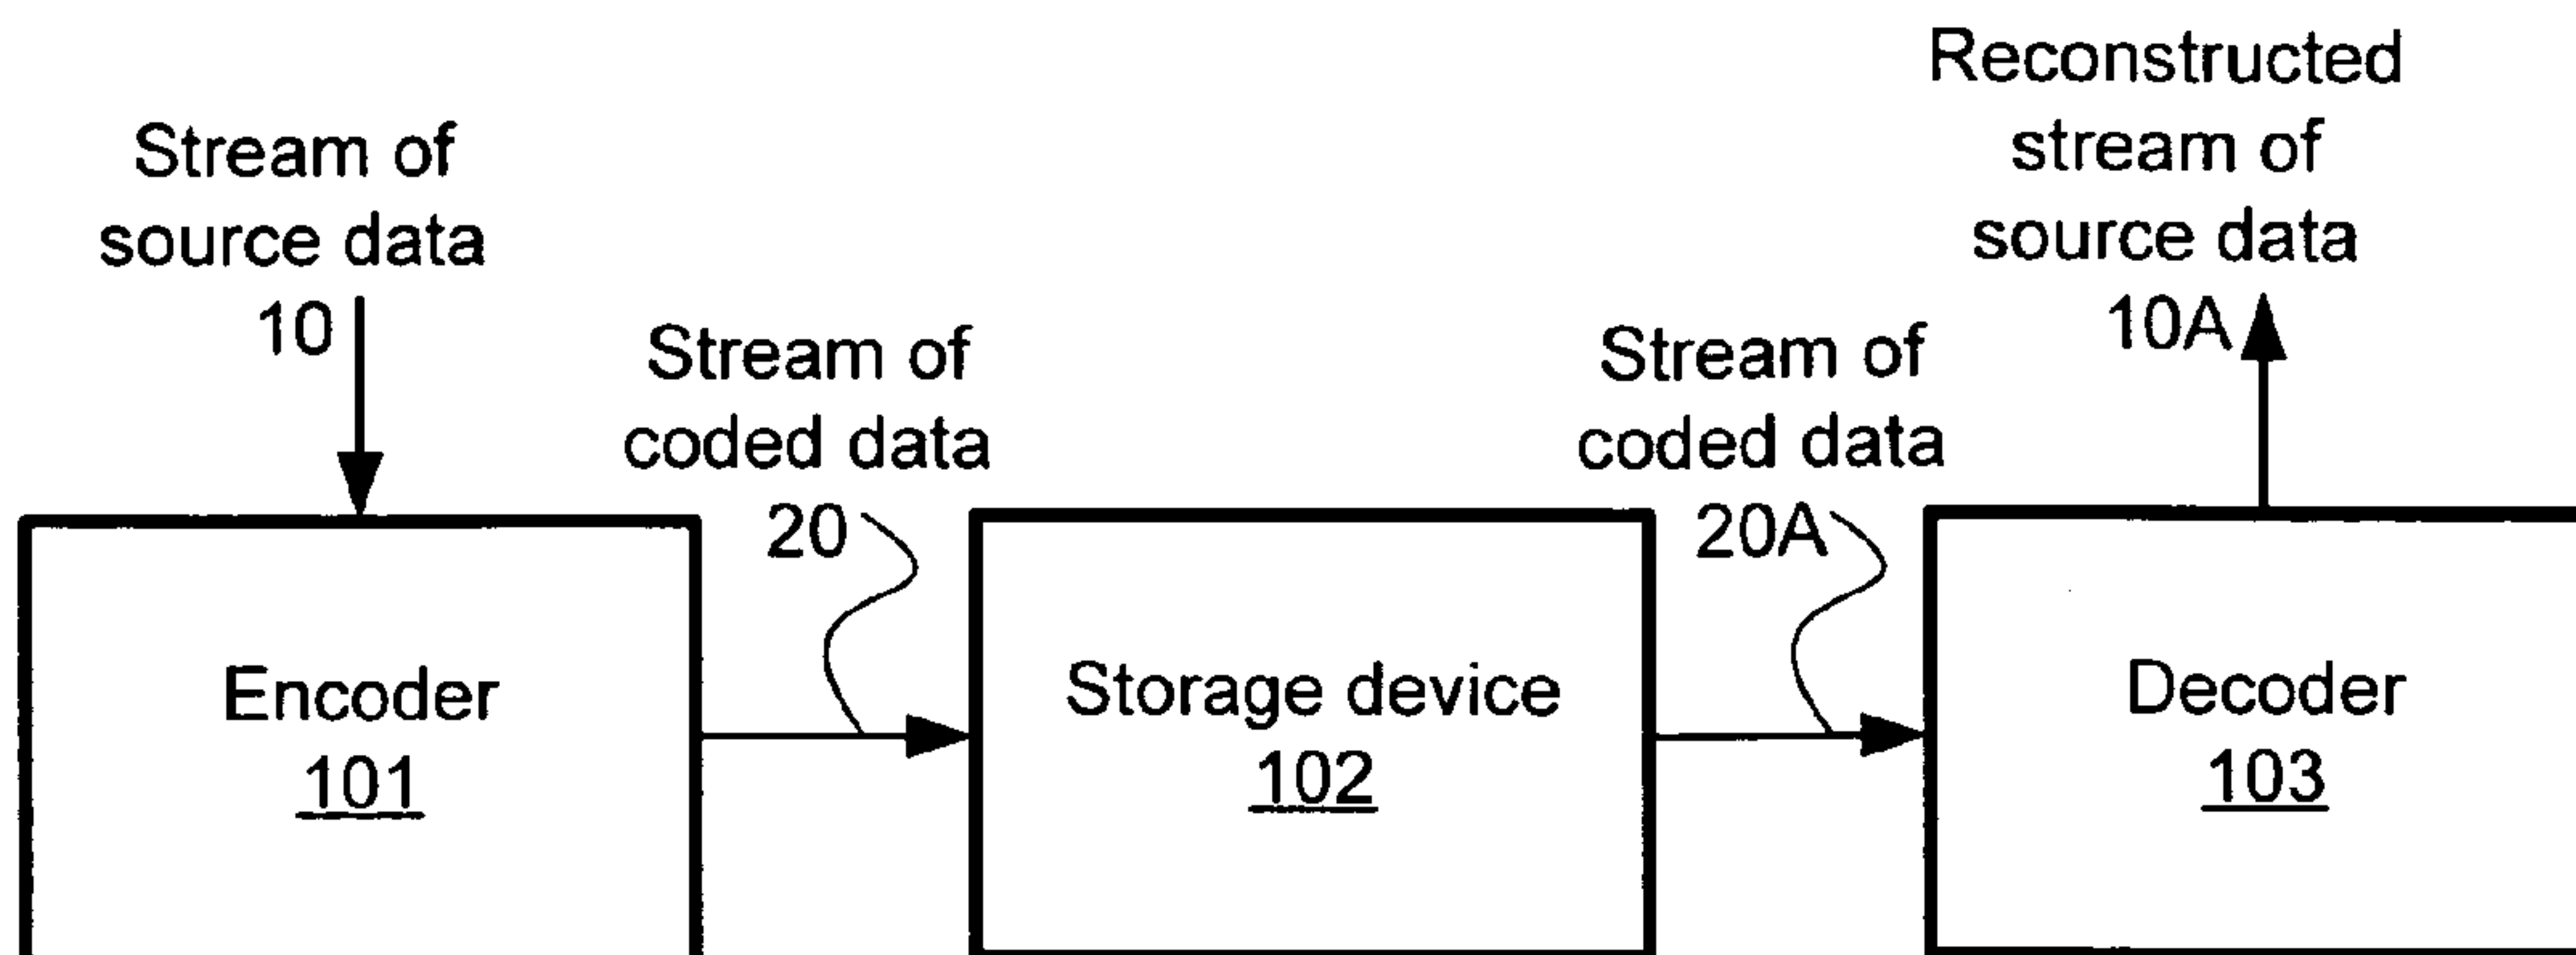 Stream of
source data
10
Encoder
101
Stream of
coded data
20
Storage device
102
Stream of
coded data
20A
Decoder
103
Reconstructed
stream of
source data
10A